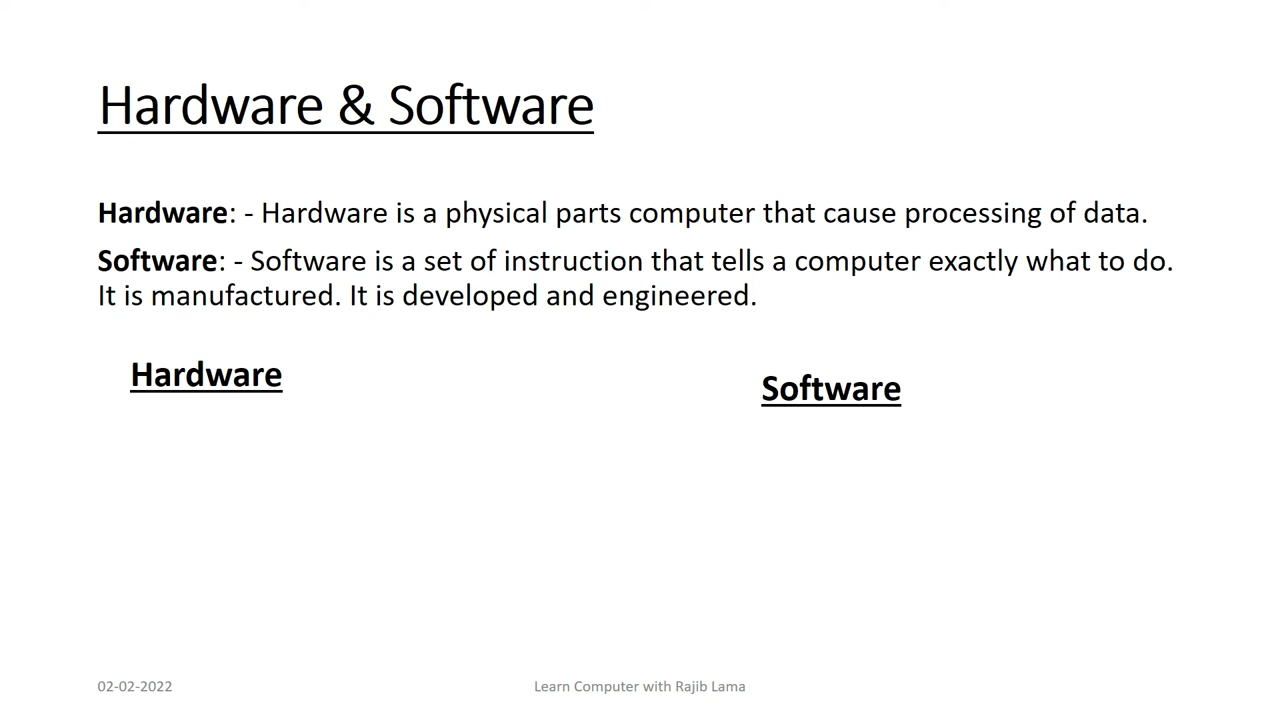 Hardware & Software
Hardware: - Hardware is a physical parts computer that cause processing of data.
Software: - Software is a set of instruction that tells a computer exactly what to do.
It is manufactured. It is developed and engineered.
Hardware
Software
02-02-2022
Learn Computer with Rajib Lama